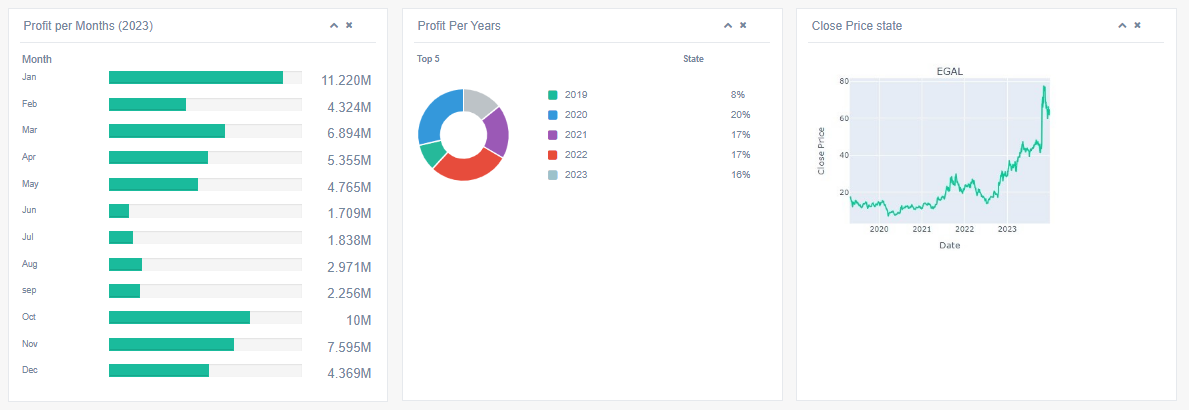 Profit per Months (2023)
Month
Jan 11.220M
Feb 4.324M
Mar 6.894M
Apr 5.355M
May 4.765M
Jun 1.709M
Jul 1.838M
Aug 2.971M
sep 2.256M
Oct 10M
Nov 7.595M
Dec 4.369M
Profit Per Years
Top 5 State
2019 8%
2020 20%
2021 17%
2022 17%
2023 16%
Close Price state
EGAL
80
60
40
20
Close Price
2020 2021 2022 2023
Date